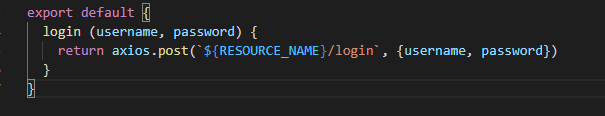 export default {
  login (username, password) {
    return axios.post(`${RESOURCE_NAME}/login`, {username, password})
  }
}